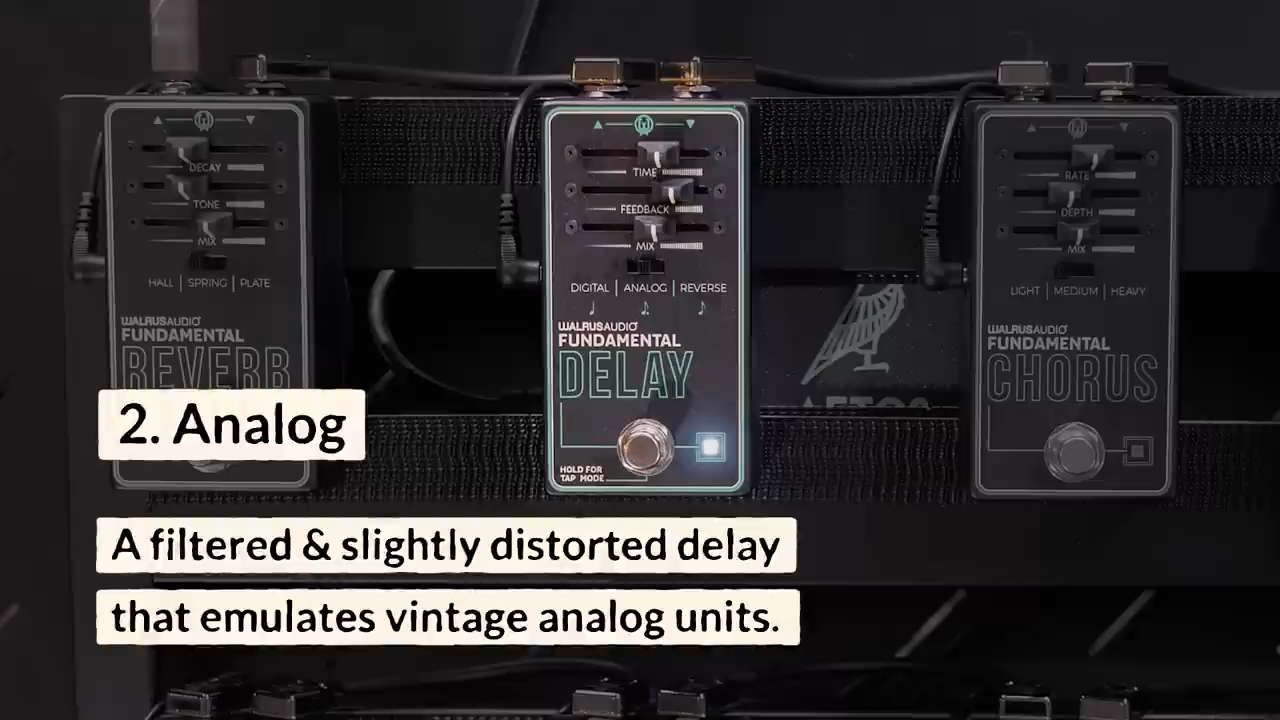 DECAY
TONE
MIX
HALL | SPRING | PLATE
WALRUSAUDIO
FUNDAMENTAL
REVERB
TIME
FEEDBACK
MIX
DIGITAL | ANALOG | REVERSE
WALRUSAUDIO
FUNDAMENTAL
DELAY
HOLD FOR
TAP MODE
RATE
DEPTH
MIX
LIGHT | MEDIUM | HEAVY
WALRUSAUDIO
FUNDAMENTAL
CHORUS
2. Analog
A filtered & slightly distorted delay
that emulates vintage analog units.